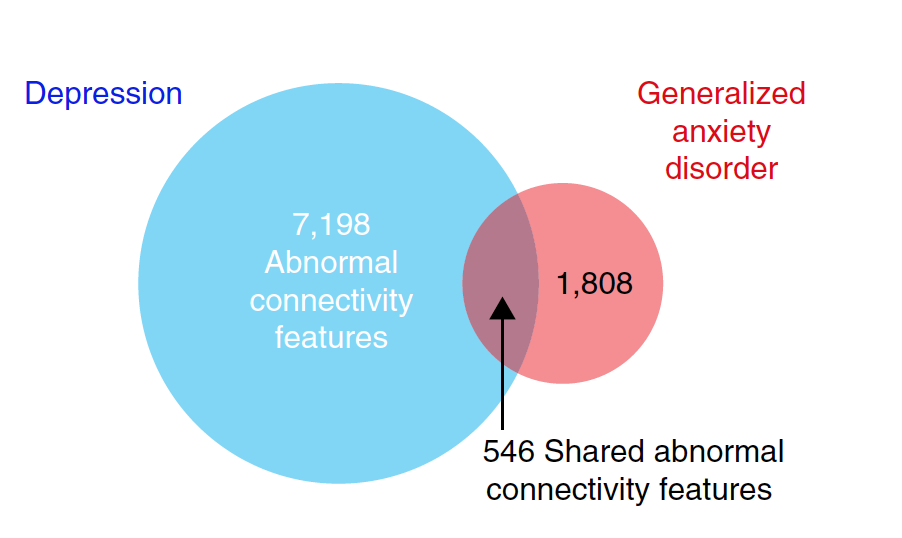 Depression
Generalized
anxiety
disorder
7,198
Abnormal
connectivity
features
1,808
546 Shared abnormal
connectivity features